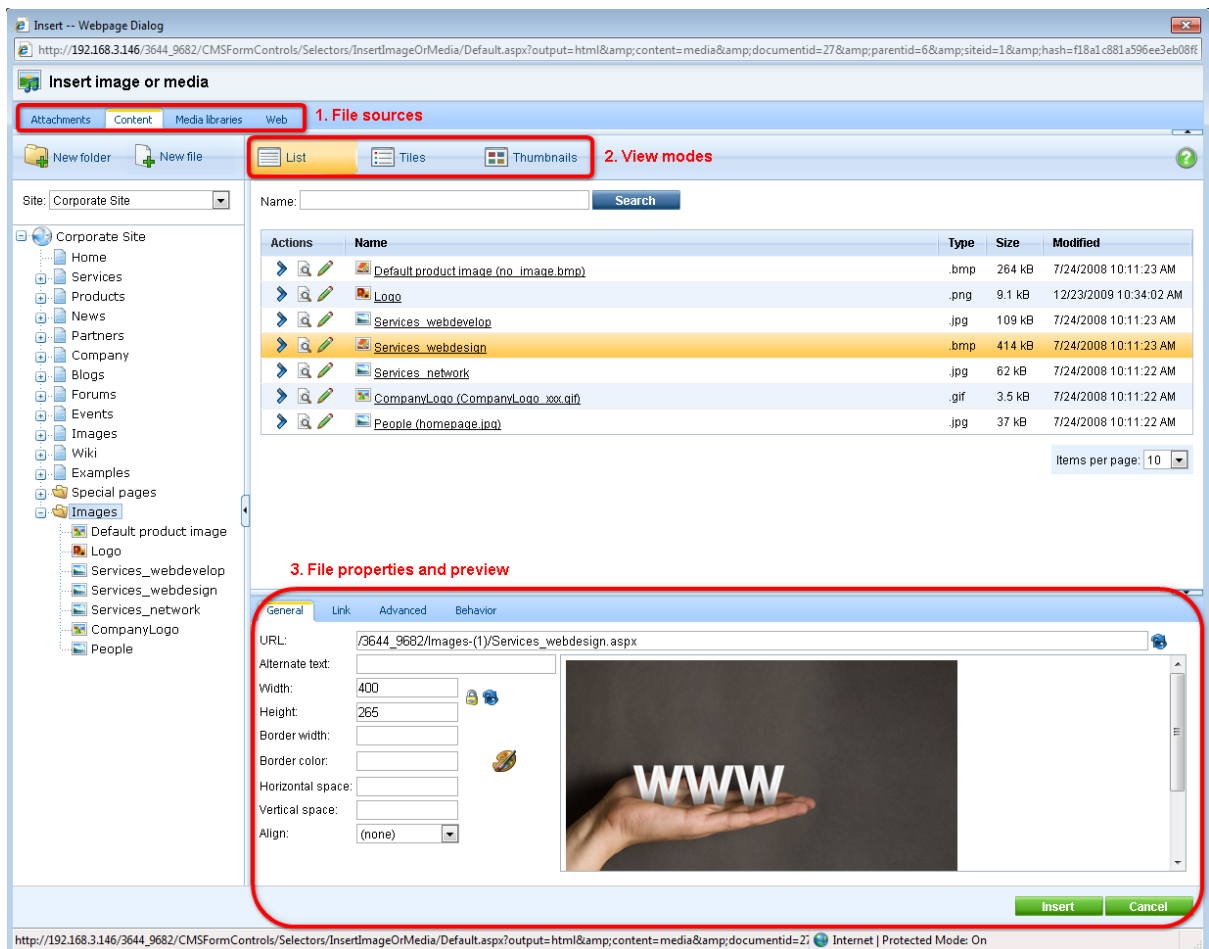 Insert -- Webpage Dialog
http://192.168.3.146/3644_9682/CMSFormControls/Selectors/InsertImageOrMedia/Default.aspx?output=html&amp;content=media&amp;documentid=27&amp;parentid=6&amp;siteid=1&amp;hash=f18a1c881a596ee3eb08f8
Insert image or media
Attachments Content Media libraries Web 1. File sources
New folder New file List Tiles Thumbnails 2. View modes
Site: Corporate Site Name: Search
Corporate Site
Home
Services
Products
News
Partners
Company
Blogs
Forums
Events
Images
Wiki
Examples
Special pages
Images
Default product image
Logo
Services_webdevelop
Services_webdesign
Services_network
CompanyLogo
People
Actions Name Type Size Modified
Default product image (no_image.bmp) .bmp 264 kB 7/24/2008 10:11:23 AM
Logo .png 9.1 kB 12/23/2009 10:34:02 AM
Services_webdevelop .jpg 109 kB 7/24/2008 10:11:23 AM
Services_webdesign .bmp 414 kB 7/24/2008 10:11:23 AM
Services_network .jpg 62 kB 7/24/2008 10:11:22 AM
CompanyLogo (CompanyLogo_xxx.gif) .gif 3.5 kB 7/24/2008 10:11:22 AM
People (homepage.jpg) .jpg 37 kB 7/24/2008 10:11:22 AM
Items per page: 10
3. File properties and preview
General Link Advanced Behavior
URL: /3644_9682/Images-(1)/Services_webdesign.aspx
Alternate text:
Width: 400
Height: 265
Border width:
Border color:
Horizontal space:
Vertical space:
Align: (none)
WWW
Insert Cancel
http://192.168.3.146/3644_9682/CMSFormControls/Selectors/InsertImageOrMedia/Default.aspx?output=html&amp;content=media&amp;documentid=27 Internet | Protected Mode: On